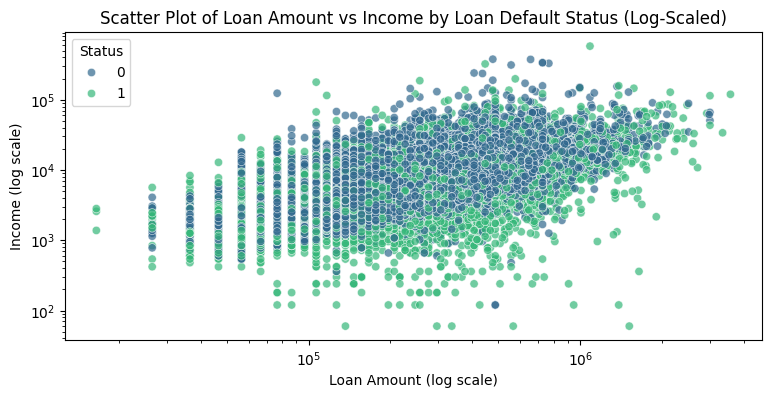 Scatter Plot of Loan Amount vs Income by Loan Default Status (Log-Scaled)
Status
0
1
Income (log scale)
10⁵
10⁴
10³
10²
10⁵
10⁶
Loan Amount (log scale)